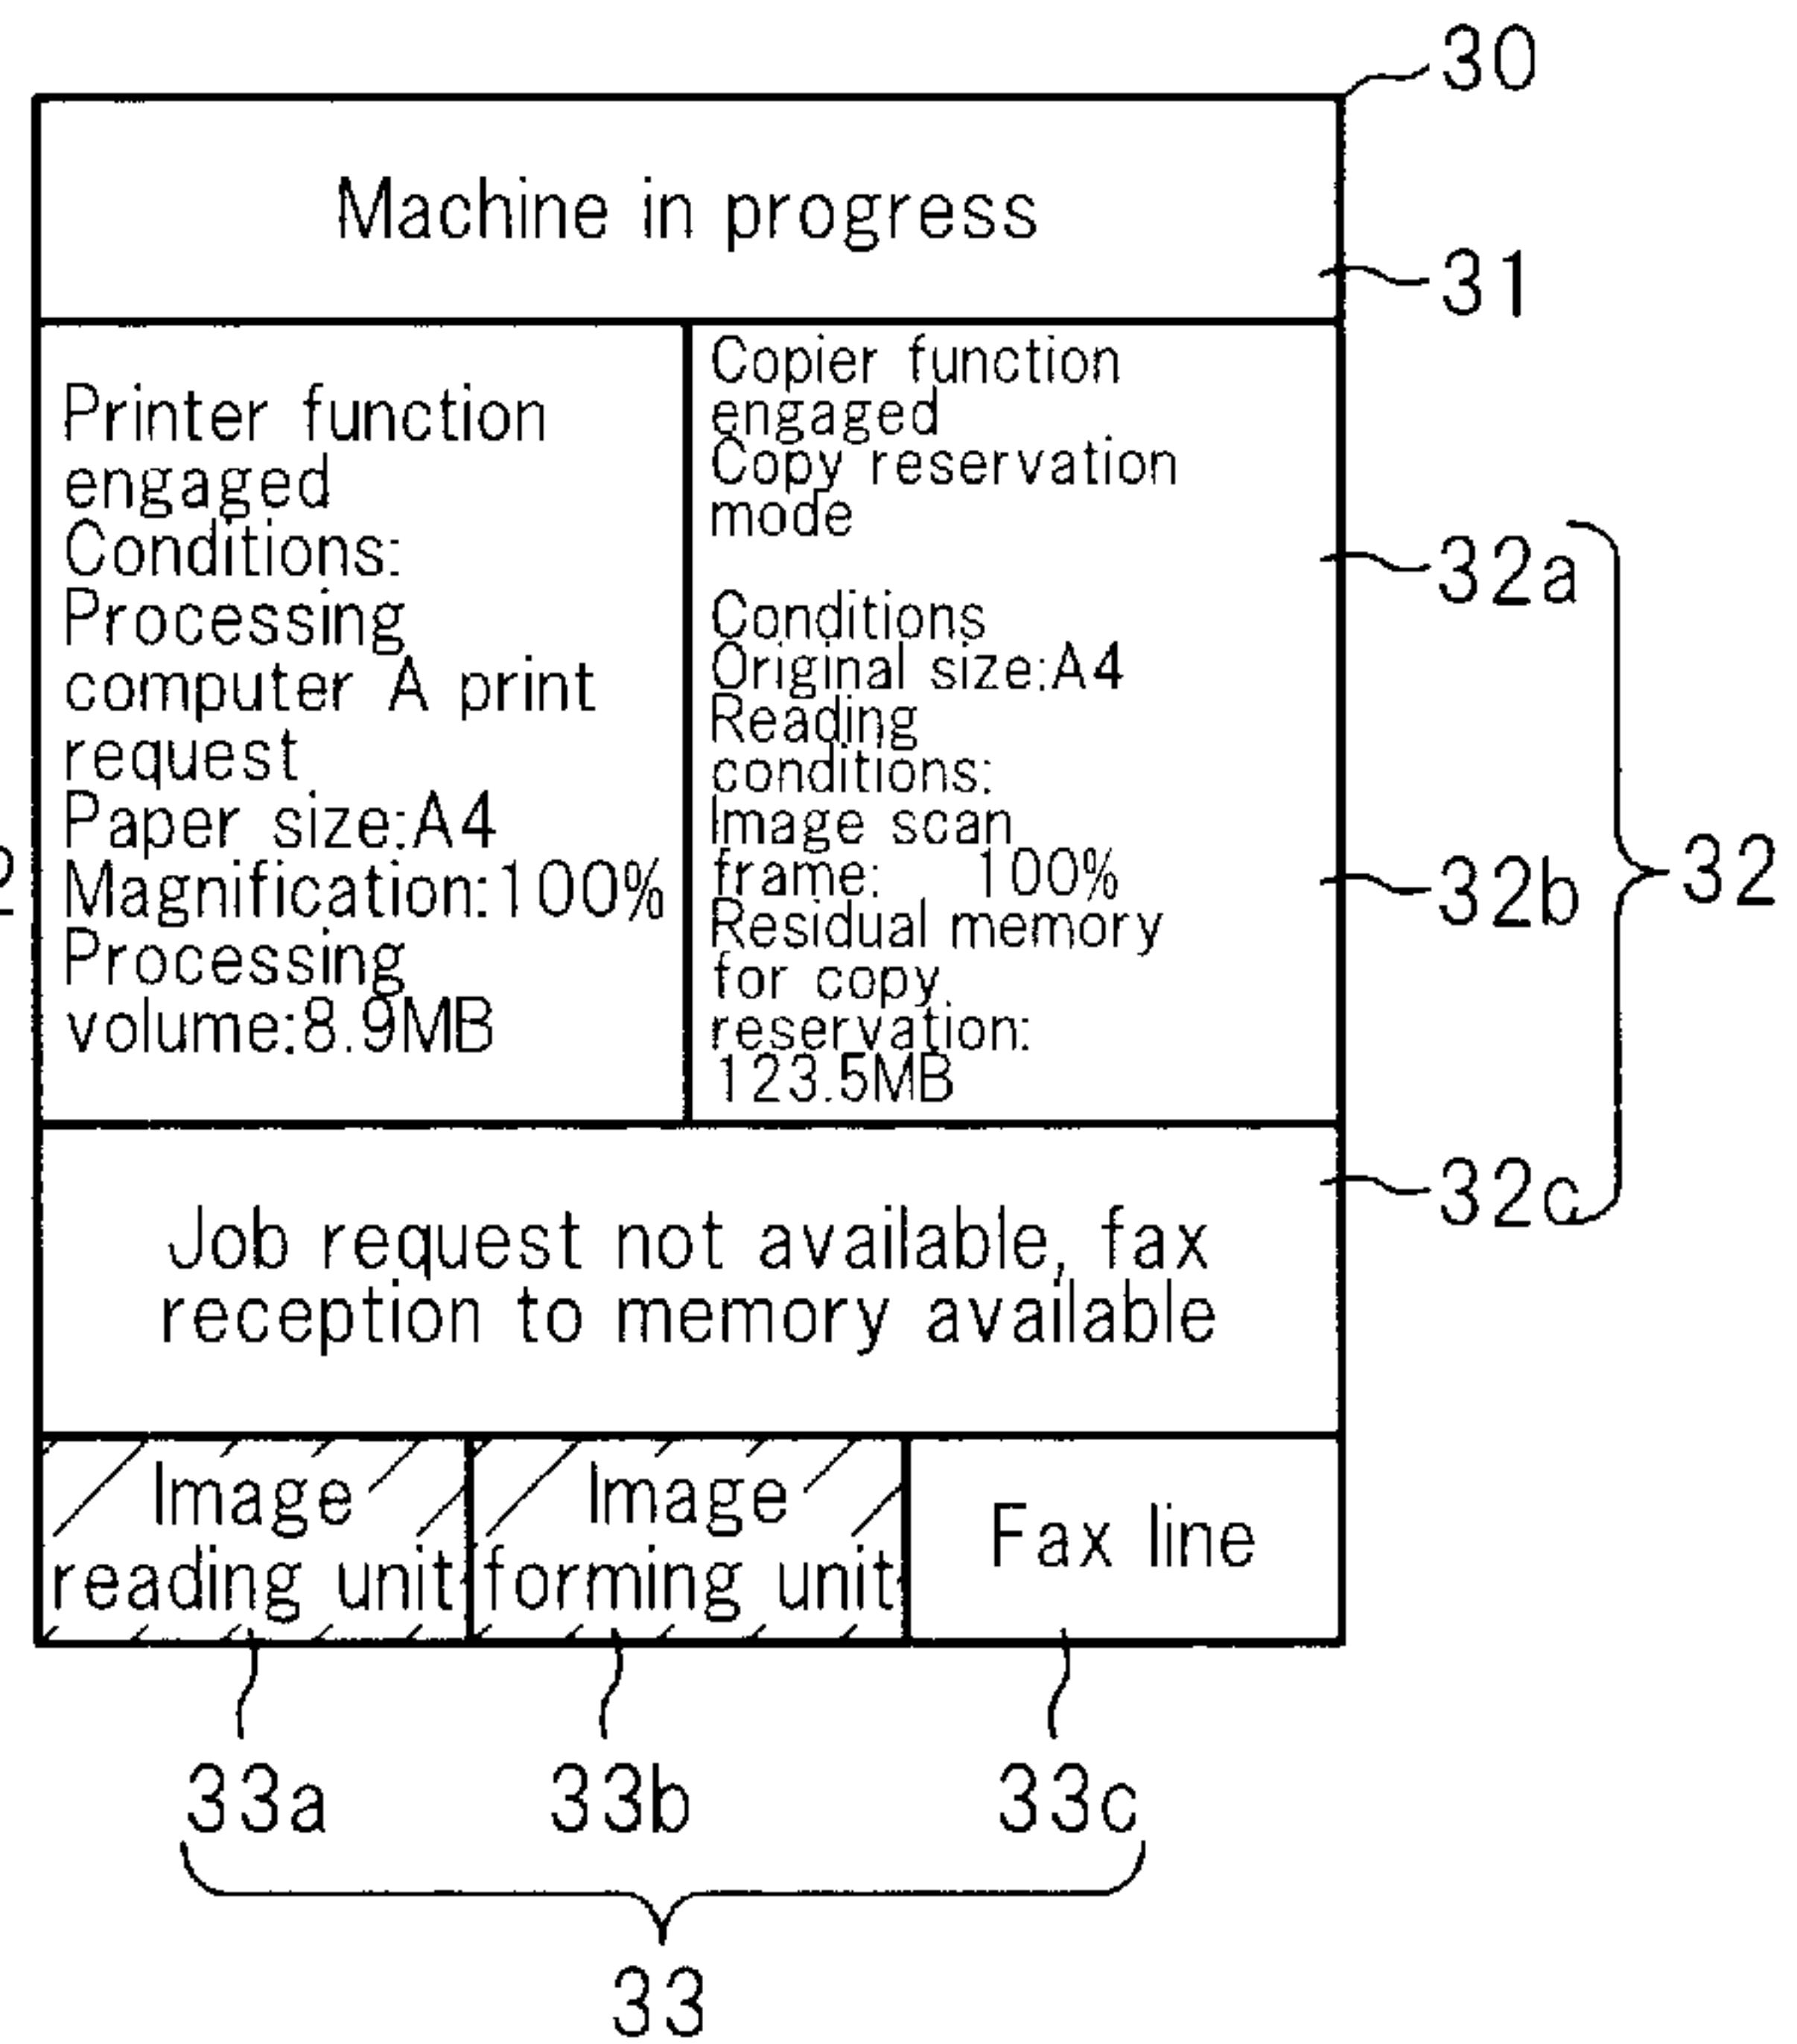 30
Machine in progress
31
Printer function
engaged
Conditions:
Processing
computer A print
request
Paper size:A4
Magnification:100%
Processing
volume:8.9MB
Copier function
engaged
Copy reservation
mode
Conditions
Original size:A4
Reading
conditions:
Image scan
frame: 100%
Residual memory
for copy
reservation:
123.5MB
32a
32b
32
32c
Job request not available, fax
reception to memory available
Image
reading unit
Image
forming unit
Fax line
33a 33b 33c
33